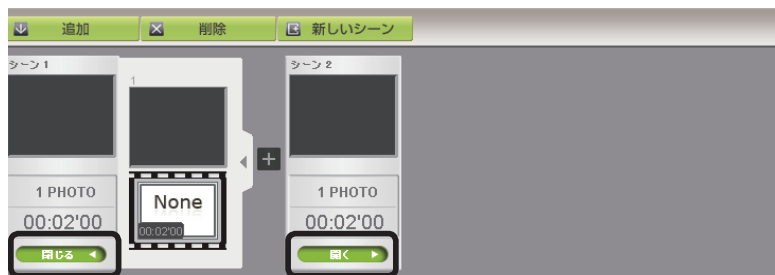 追加
削除
新しいシーン
シーン 1
1
シーン 2
1 PHOTO
None
1 PHOTO
00:02'00
00:02'00
00:02'00
閉じる
開く